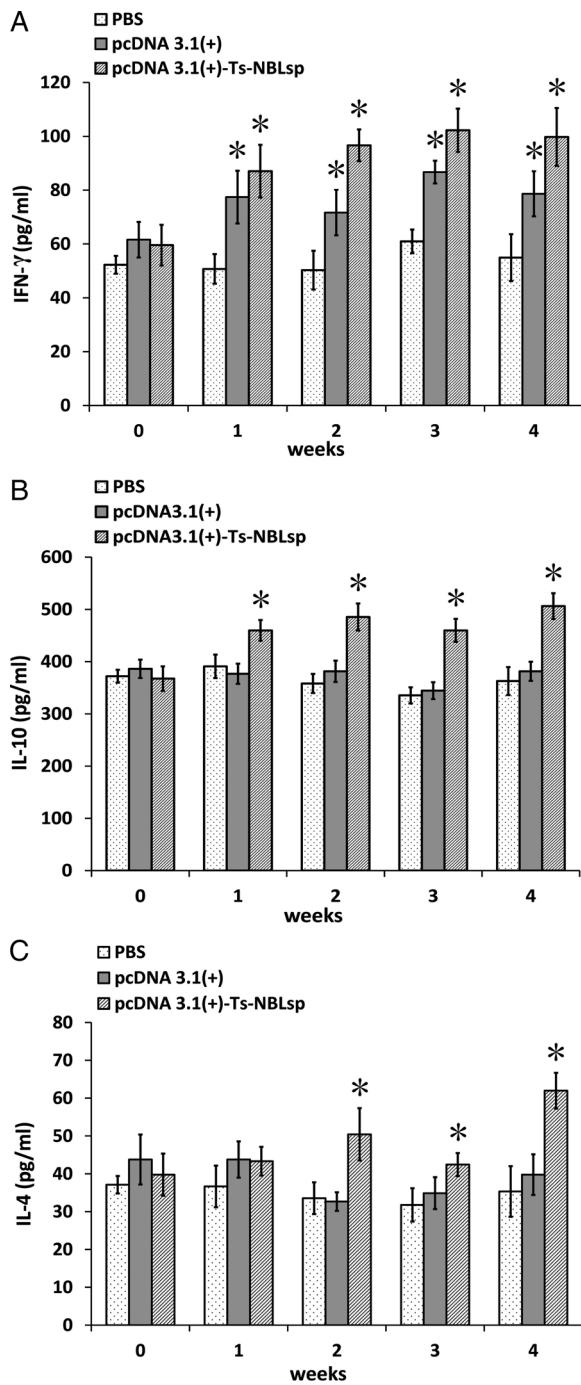 A
PBS
pcDNA 3.1(+)
pcDNA 3.1(+)-Ts-NBLsp
IFN-γ (pg/ml)
120
100
80
60
40
20
0
* * * * * * * *
0 1 2 3 4
weeks
B
PBS
pcDNA3.1(+)
pcDNA3.1(+)-Ts-NBLsp
IL-10 (pg/ml)
600
500
400
300
200
100
0
* * * *
0 1 2 3 4
weeks
C
PBS
pcDNA 3.1(+)
pcDNA 3.1(+)-Ts-NBLsp
IL-4 (pg/ml)
80
70
60
50
40
30
20
10
0
* * *
0 1 2 3 4
weeks